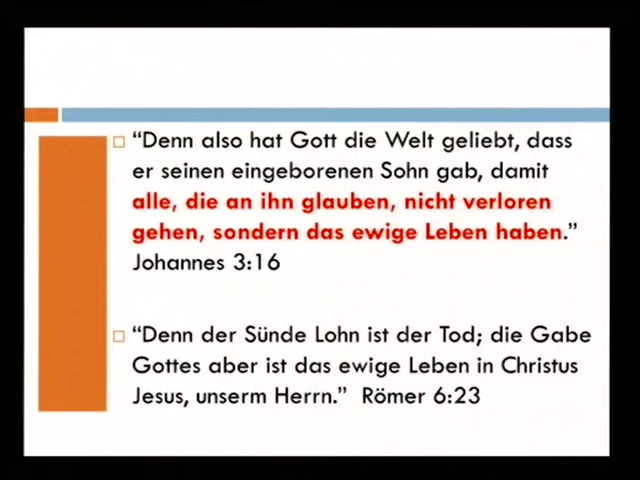 “Denn also hat Gott die Welt geliebt, dass
er seinen eingeborenen Sohn gab, damit
alle, die an ihn glauben, nicht verloren
gehen, sondern das ewige Leben haben.”
Johannes 3:16
“Denn der Sünde Lohn ist der Tod; die Gabe
Gottes aber ist das ewige Leben in Christus
Jesus, unserm Herrn.” Römer 6:23